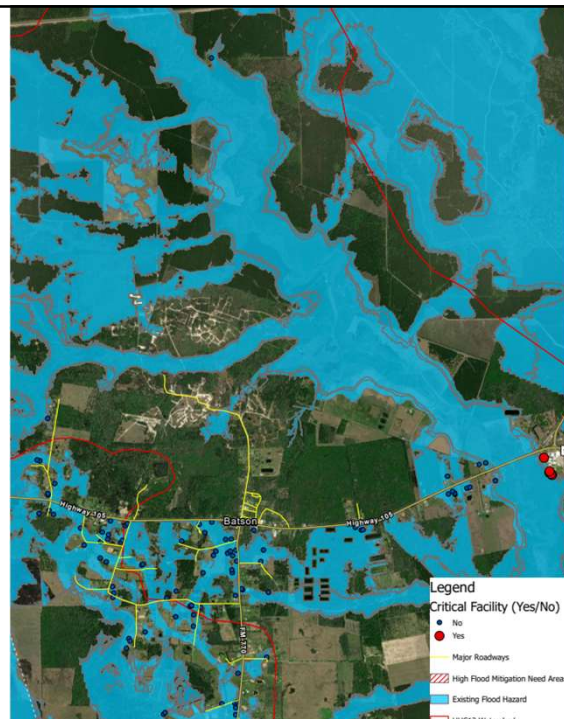 Highway 105
Batson
Highway 105
FM 770
Legend
Critical Facility (Yes/No)
No
Yes
Major Roadways
High Flood Mitigation Need Area
Existing Flood Hazard